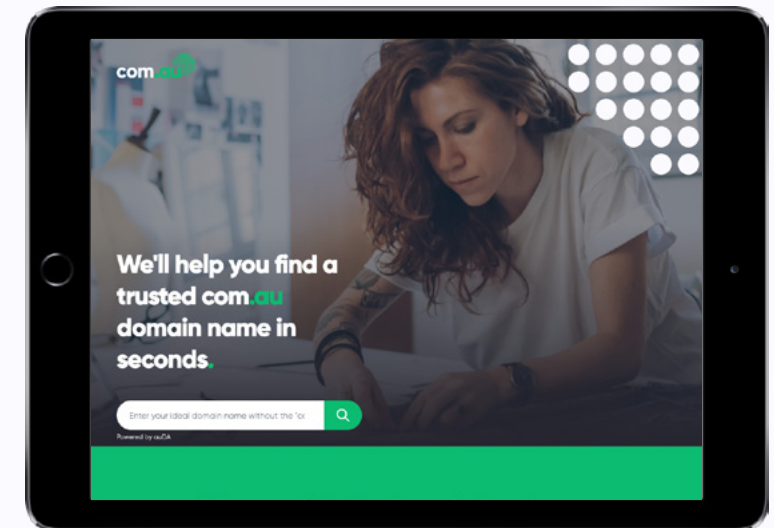 com.au
We'll help you find a
trusted com.au
domain name in
seconds.
Enter your ideal domain name without the "co
Powered by auDA